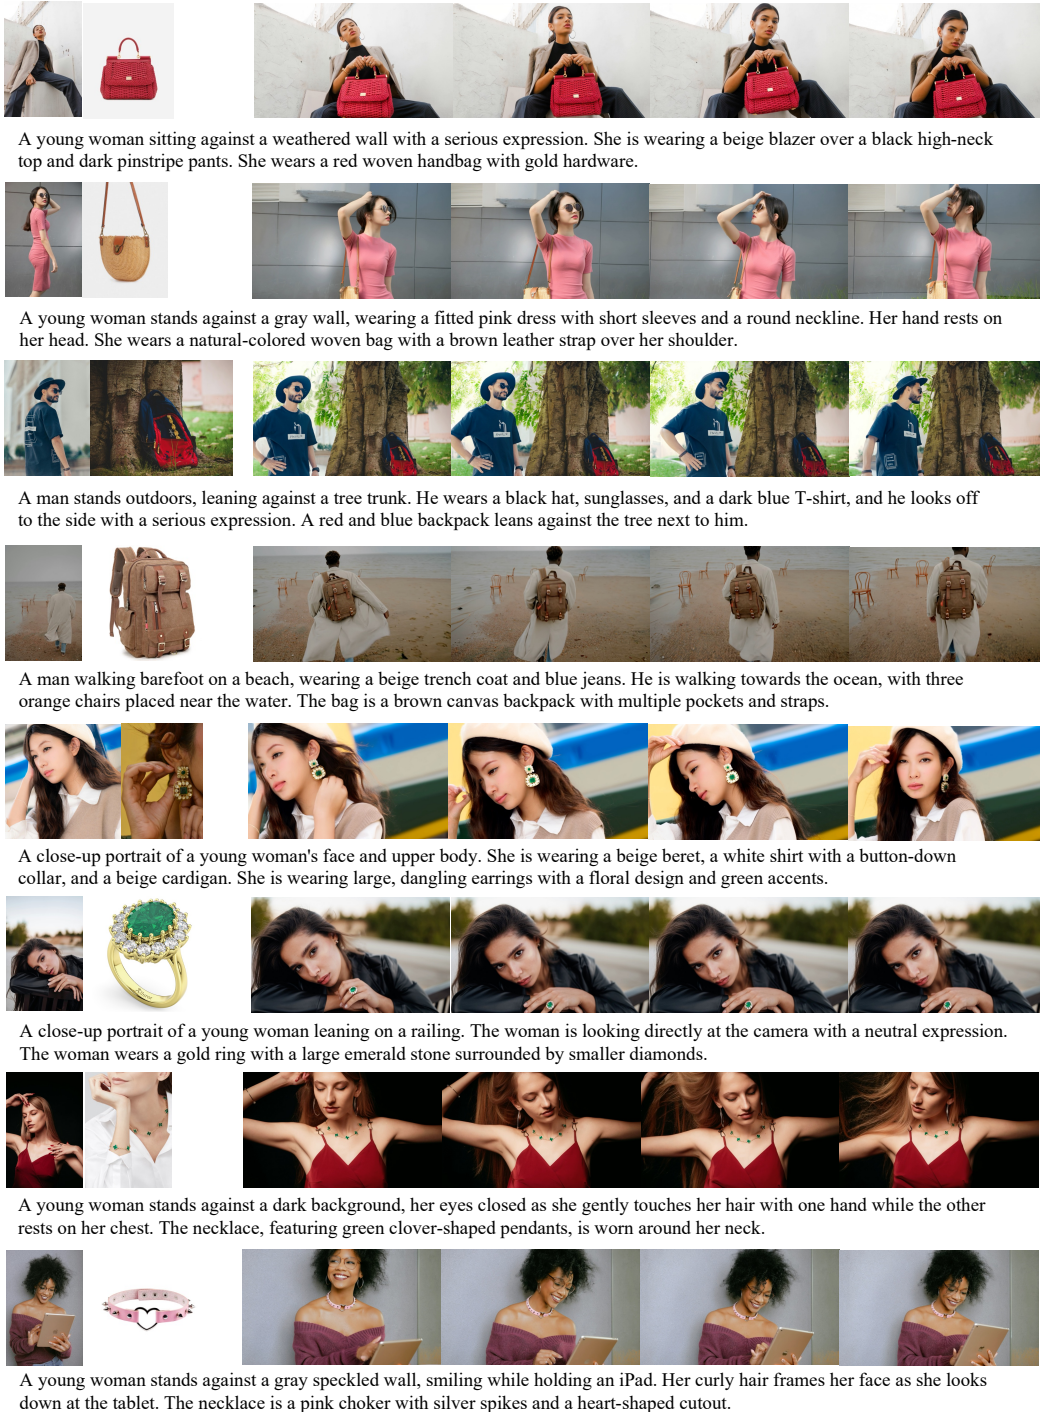 A young woman sitting against a weathered wall with a serious expression. She is wearing a beige blazer over a black high-neck
top and dark pinstripe pants. She wears a red woven handbag with gold hardware.
A young woman stands against a gray wall, wearing a fitted pink dress with short sleeves and a round neckline. Her hand rests on
her head. She wears a natural-colored woven bag with a brown leather strap over her shoulder.
A man stands outdoors, leaning against a tree trunk. He wears a black hat, sunglasses, and a dark blue T-shirt, and he looks off
to the side with a serious expression. A red and blue backpack leans against the tree next to him.
A man walking barefoot on a beach, wearing a beige trench coat and blue jeans. He is walking towards the ocean, with three
orange chairs placed near the water. The bag is a brown canvas backpack with multiple pockets and straps.
A close-up portrait of a young woman's face and upper body. She is wearing a beige beret, a white shirt with a button-down
collar, and a beige cardigan. She is wearing large, dangling earrings with a floral design and green accents.
A close-up portrait of a young woman leaning on a railing. The woman is looking directly at the camera with a neutral expression.
The woman wears a gold ring with a large emerald stone surrounded by smaller diamonds.
A young woman stands against a dark background, her eyes closed as she gently touches her hair with one hand while the other
rests on her chest. The necklace, featuring green clover-shaped pendants, is worn around her neck.
A young woman stands against a gray speckled wall, smiling while holding an iPad. Her curly hair frames her face as she looks
down at the tablet. The necklace is a pink choker with silver spikes and a heart-shaped cutout.